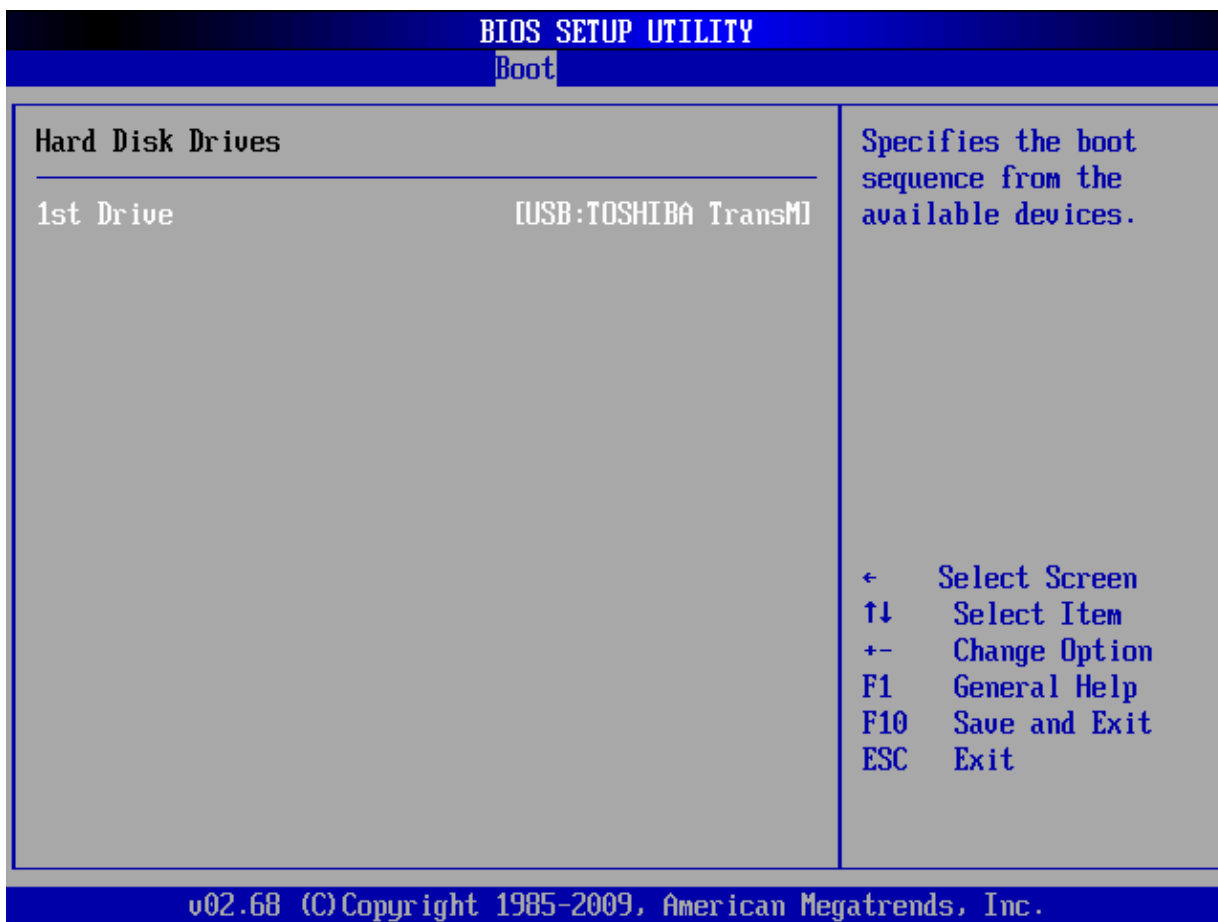 BIOS SETUP UTILITY
Boot
Hard Disk Drives
1st Drive [USB:TOSHIBA TransM]
Specifies the boot
sequence from the
available devices.
← Select Screen
↑↓ Select Item
+- Change Option
F1 General Help
F10 Save and Exit
ESC Exit
v02.68 (C)Copyright 1985-2009, American Megatrends, Inc.